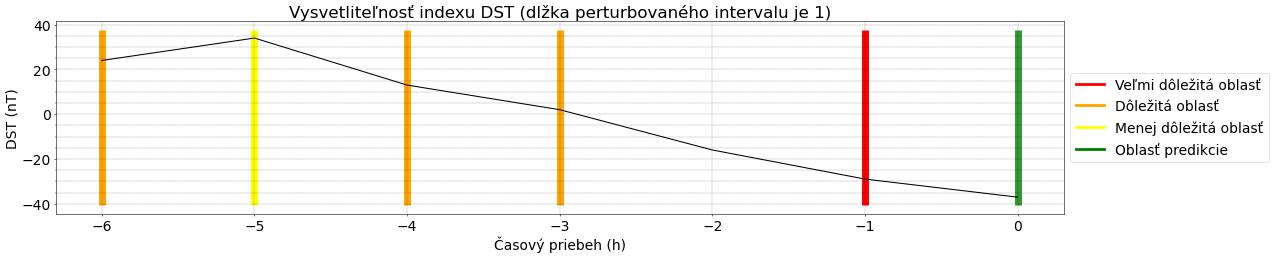 Vysvetliteľnosť indexu DST (dlžka perturbovaného intervalu je 1)
DST (nT)
40
20
0
−20
−40
−6 −5 −4 −3 −2 −1 0
Časový priebeh (h)
Veľmi dôležitá oblasť
Dôležitá oblasť
Menej dôležitá oblasť
Oblasť predikcie